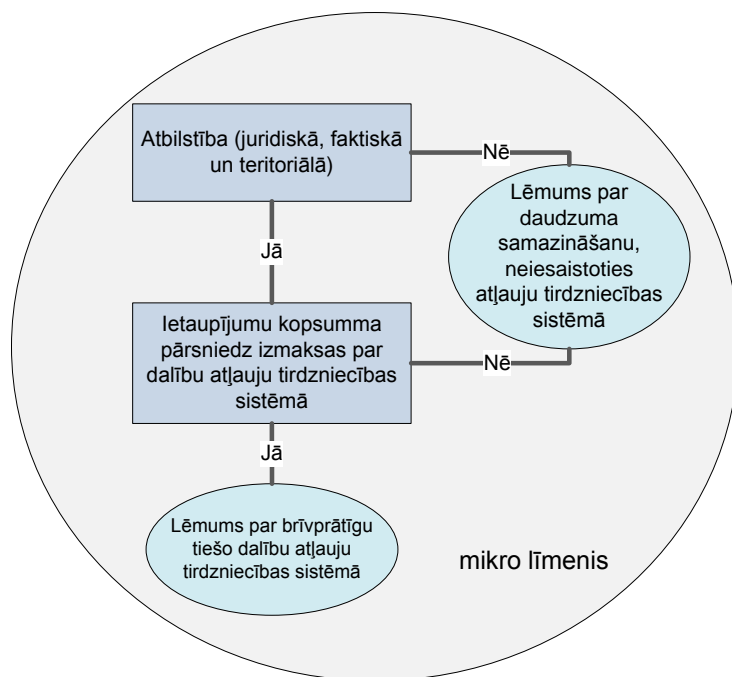 Atbilstība (juridiskā, faktiskā
un teritoriālā)
Nē
Lēmums par
daudzuma
samazināšanu,
neiesaistoties
atļauju tirdzniecības
sistēmā
Jā
Ietaupījumu kopsumma
pārsniedz izmaksas par
dalību atļauju tirdzniecības
sistēmā
Nē
Jā
Lēmums par brīvprātīgu
tiešo dalību atļauju
tirdzniecības sistēmā
mikro līmenis